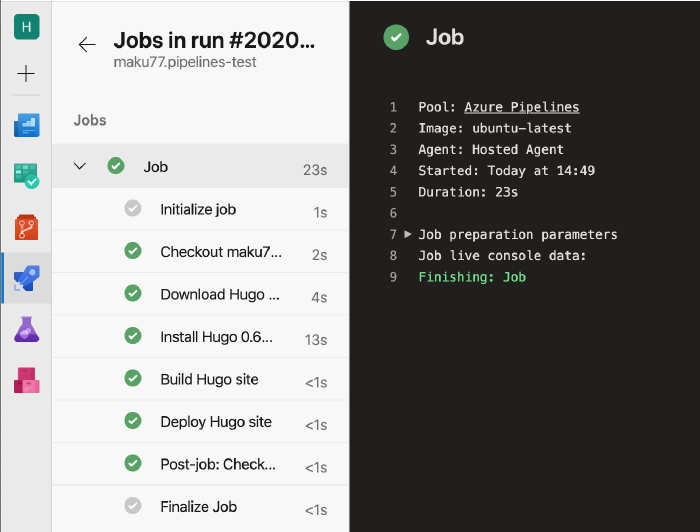 H
Jobs in run #2020...
maku77.pipelines-test
Jobs
Job 23s
Initialize job 1s
Checkout maku77... 2s
Download Hugo ... 4s
Install Hugo 0.6... 13s
Build Hugo site <1s
Deploy Hugo site <1s
Post-job: Check... <1s
Finalize Job <1s
Job
1 Pool: Azure Pipelines
2 Image: ubuntu-latest
3 Agent: Hosted Agent
4 Started: Today at 14:49
5 Duration: 23s
6
7 Job preparation parameters
8 Job live console data:
9 Finishing: Job